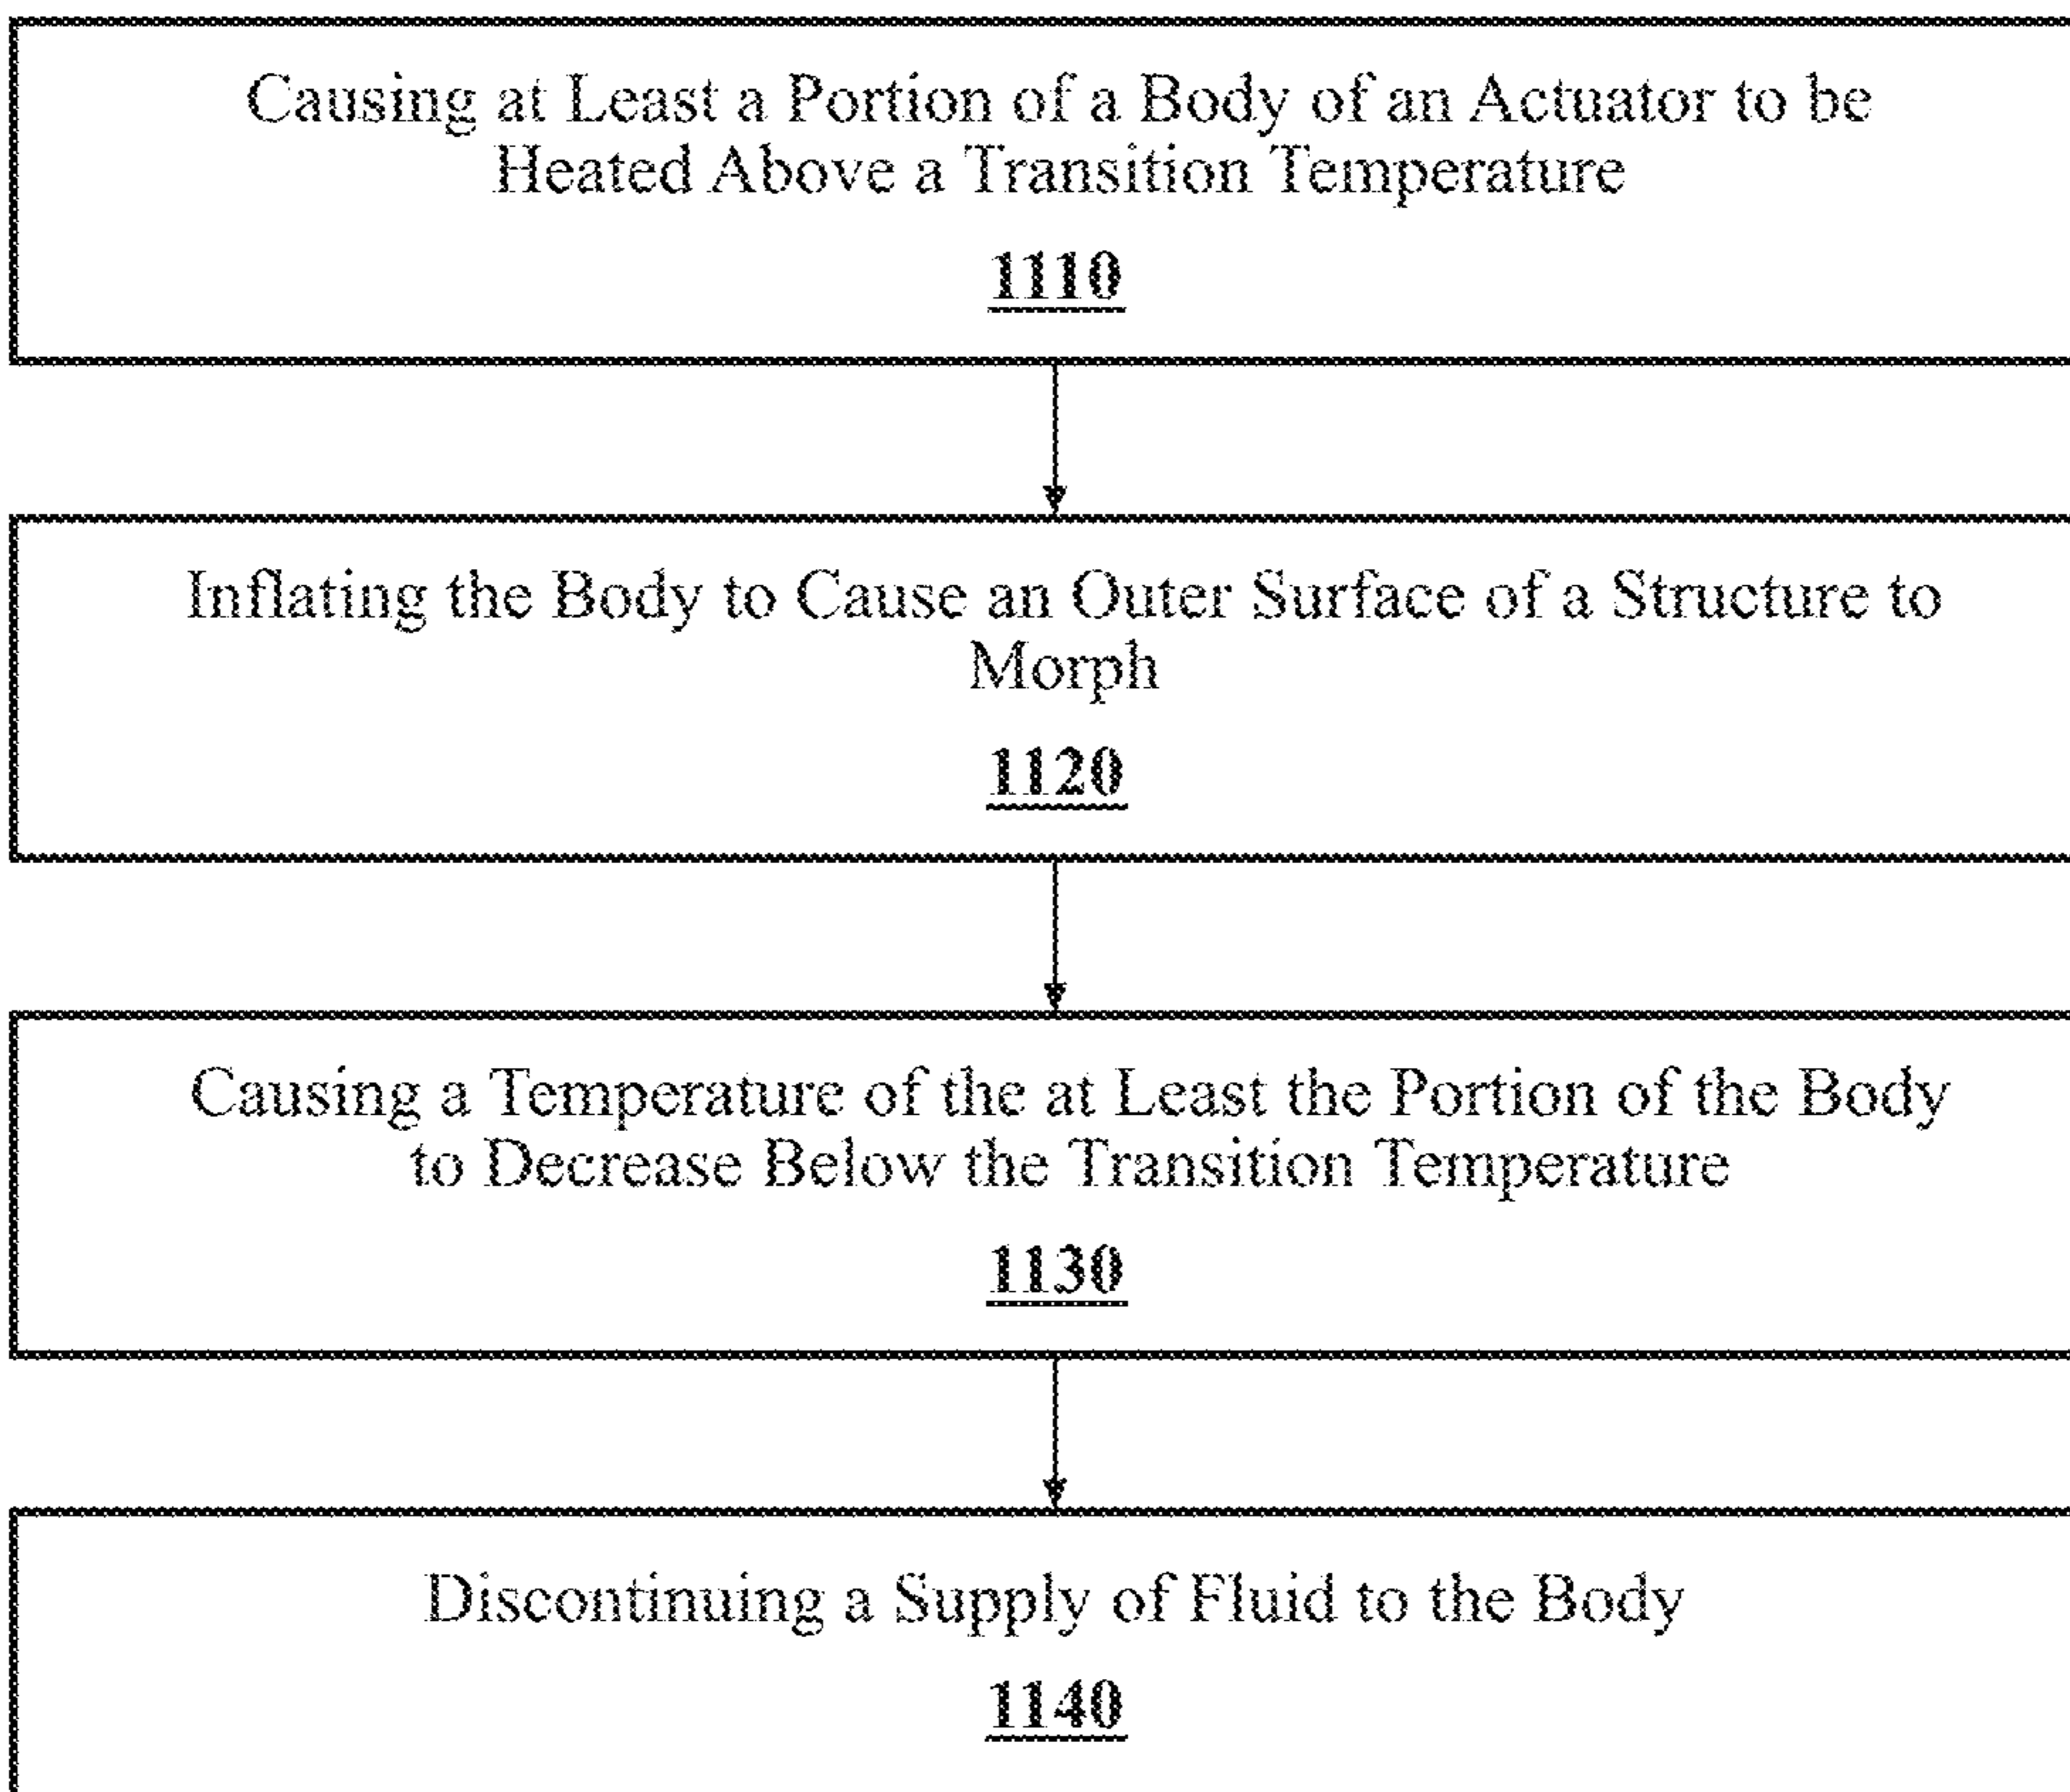 Causing at Least a Portion of a Body of an Actuator to be
Heated Above a Transition Temperature
1110
Inflating the Body to Cause an Outer Surface of a Structure to
Morph
1120
Causing a Temperature of the at Least the Portion of the Body
to Decrease Below the Transition Temperature
1130
Discontinuing a Supply of Fluid to the Body
1140